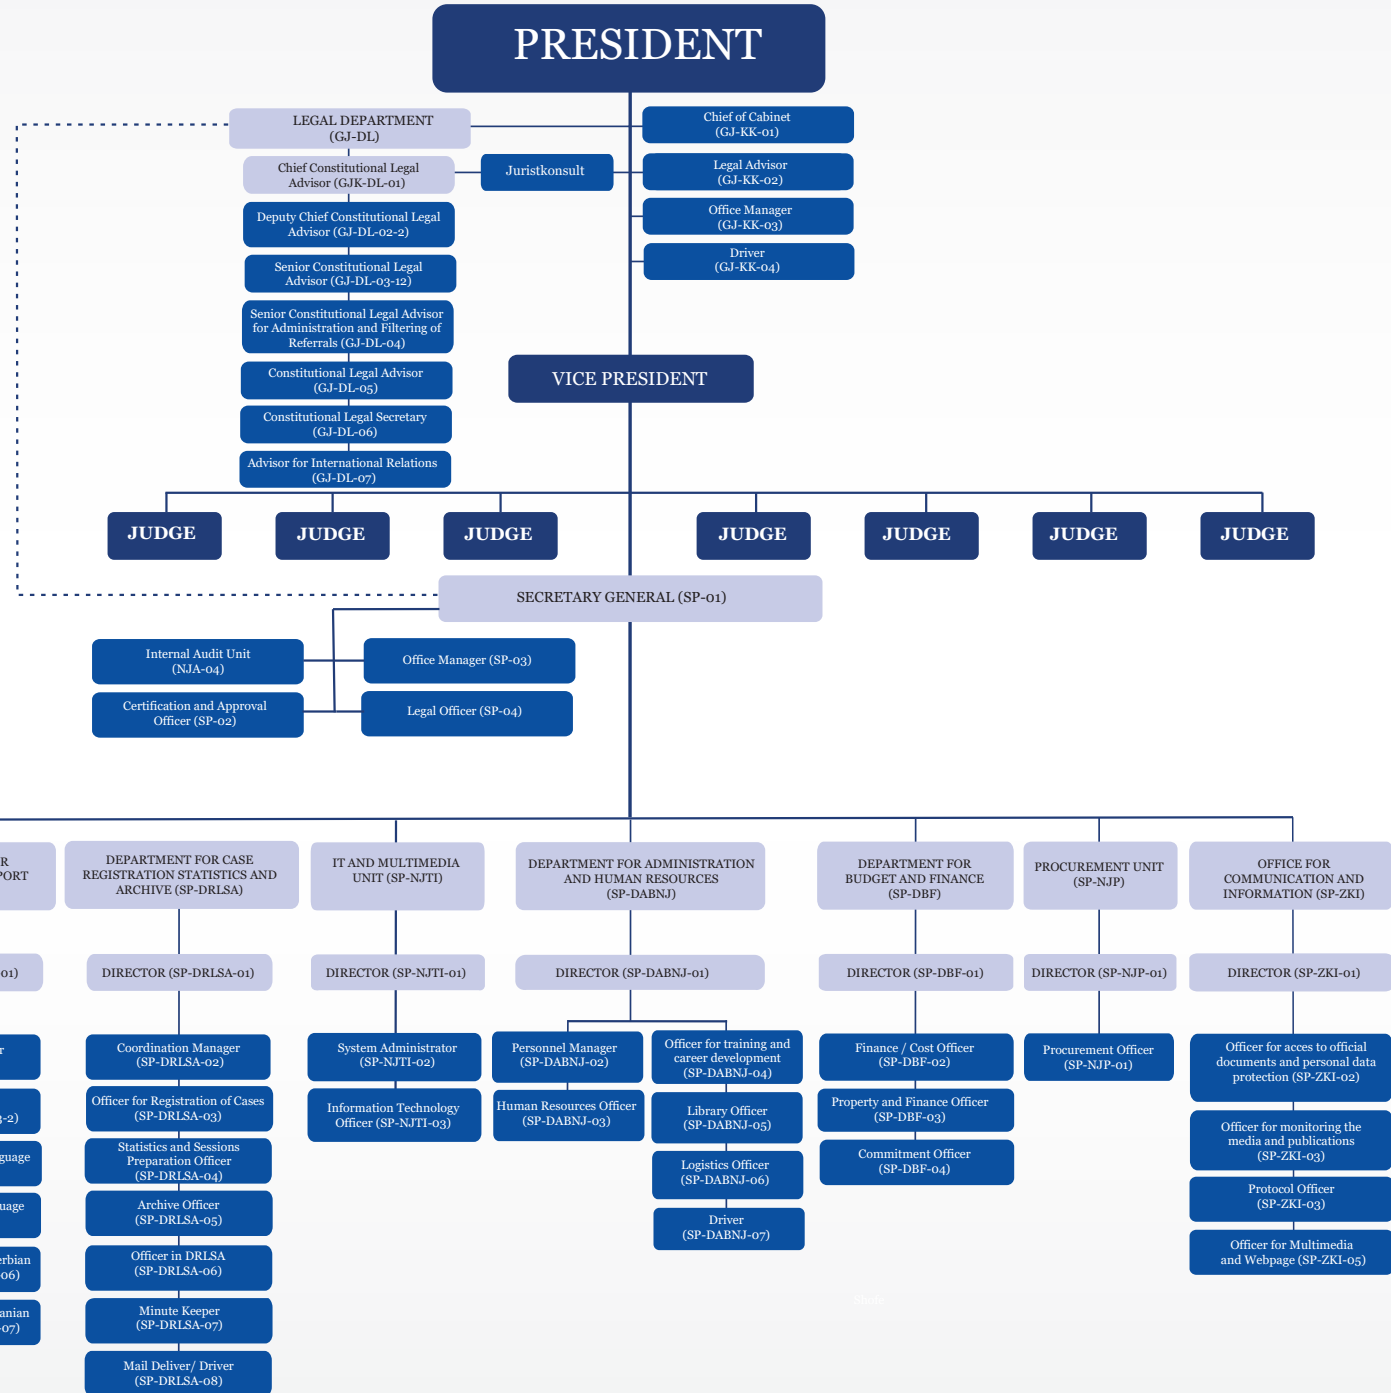 PRESIDENT
LEGAL DEPARTMENT
(GJ-DL)
Chief Constitutional Legal
Advisor (GJK-DL-01)
Juristkonsult
Deputy Chief Constitutional Legal
Advisor (GJ-DL-02-2)
Senior Constitutional Legal
Advisor (GJ-DL-03-12)
Senior Constitutional Legal Advisor
for Administration and Filtering of
Referrals (GJ-DL-04)
Constitutional Legal Advisor
(GJ-DL-05)
Constitutional Legal Secretary
(GJ-DL-06)
Advisor for International Relations
(GJ-DL-07)
Chief of Cabinet
(GJ-KK-01)
Legal Advisor
(GJ-KK-02)
Office Manager
(GJ-KK-03)
Driver
(GJ-KK-04)
VICE PRESIDENT
JUDGE
JUDGE
JUDGE
JUDGE
JUDGE
JUDGE
JUDGE
SECRETARY GENERAL (SP-01)
Internal Audit Unit
(NJA-04)
Office Manager (SP-03)
Certification and Approval
Officer (SP-02)
Legal Officer (SP-04)
R
PORT
-01)
r
3-2)
guage
uage
erbian
-06)
anian
-07)
DEPARTMENT FOR CASE
REGISTRATION STATISTICS AND
ARCHIVE (SP-DRLSA)
DIRECTOR (SP-DRLSA-01)
Coordination Manager
(SP-DRLSA-02)
Officer for Registration of Cases
(SP-DRLSA-03)
Statistics and Sessions
Preparation Officer
(SP-DRLSA-04)
Archive Officer
(SP-DRLSA-05)
Officer in DRLSA
(SP-DRLSA-06)
Minute Keeper
(SP-DRLSA-07)
Mail Deliver/ Driver
(SP-DRLSA-08)
IT AND MULTIMEDIA
UNIT (SP-NJTI)
DIRECTOR (SP-NJTI-01)
System Administrator
(SP-NJTI-02)
Information Technology
Officer (SP-NJTI-03)
DEPARTMENT FOR ADMINISTRATION
AND HUMAN RESOURCES
(SP-DABNJ)
DIRECTOR (SP-DABNJ-01)
Personnel Manager
(SP-DABNJ-02)
Human Resources Officer
(SP-DABNJ-03)
Officer for training and
career development
(SP-DABNJ-04)
Library Officer
(SP-DABNJ-05)
Logistics Officer
(SP-DABNJ-06)
Driver
(SP-DABNJ-07)
DEPARTMENT FOR
BUDGET AND FINANCE
(SP-DBF)
DIRECTOR (SP-DBF-01)
Finance / Cost Officer
(SP-DBF-02)
Property and Finance Officer
(SP-DBF-03)
Commitment Officer
(SP-DBF-04)
PROCUREMENT UNIT
(SP-NJP)
DIRECTOR (SP-NJP-01)
Procurement Officer
(SP-NJP-01)
OFFICE FOR
COMMUNICATION AND
INFORMATION (SP-ZKI)
DIRECTOR (SP-ZKI-01)
Officer for acces to official
documents and personal data
protection (SP-ZKI-02)
Officer for monitoring the
media and publications
(SP-ZKI-03)
Protocol Officer
(SP-ZKI-03)
Officer for Multimedia
and Webpage (SP-ZKI-05)